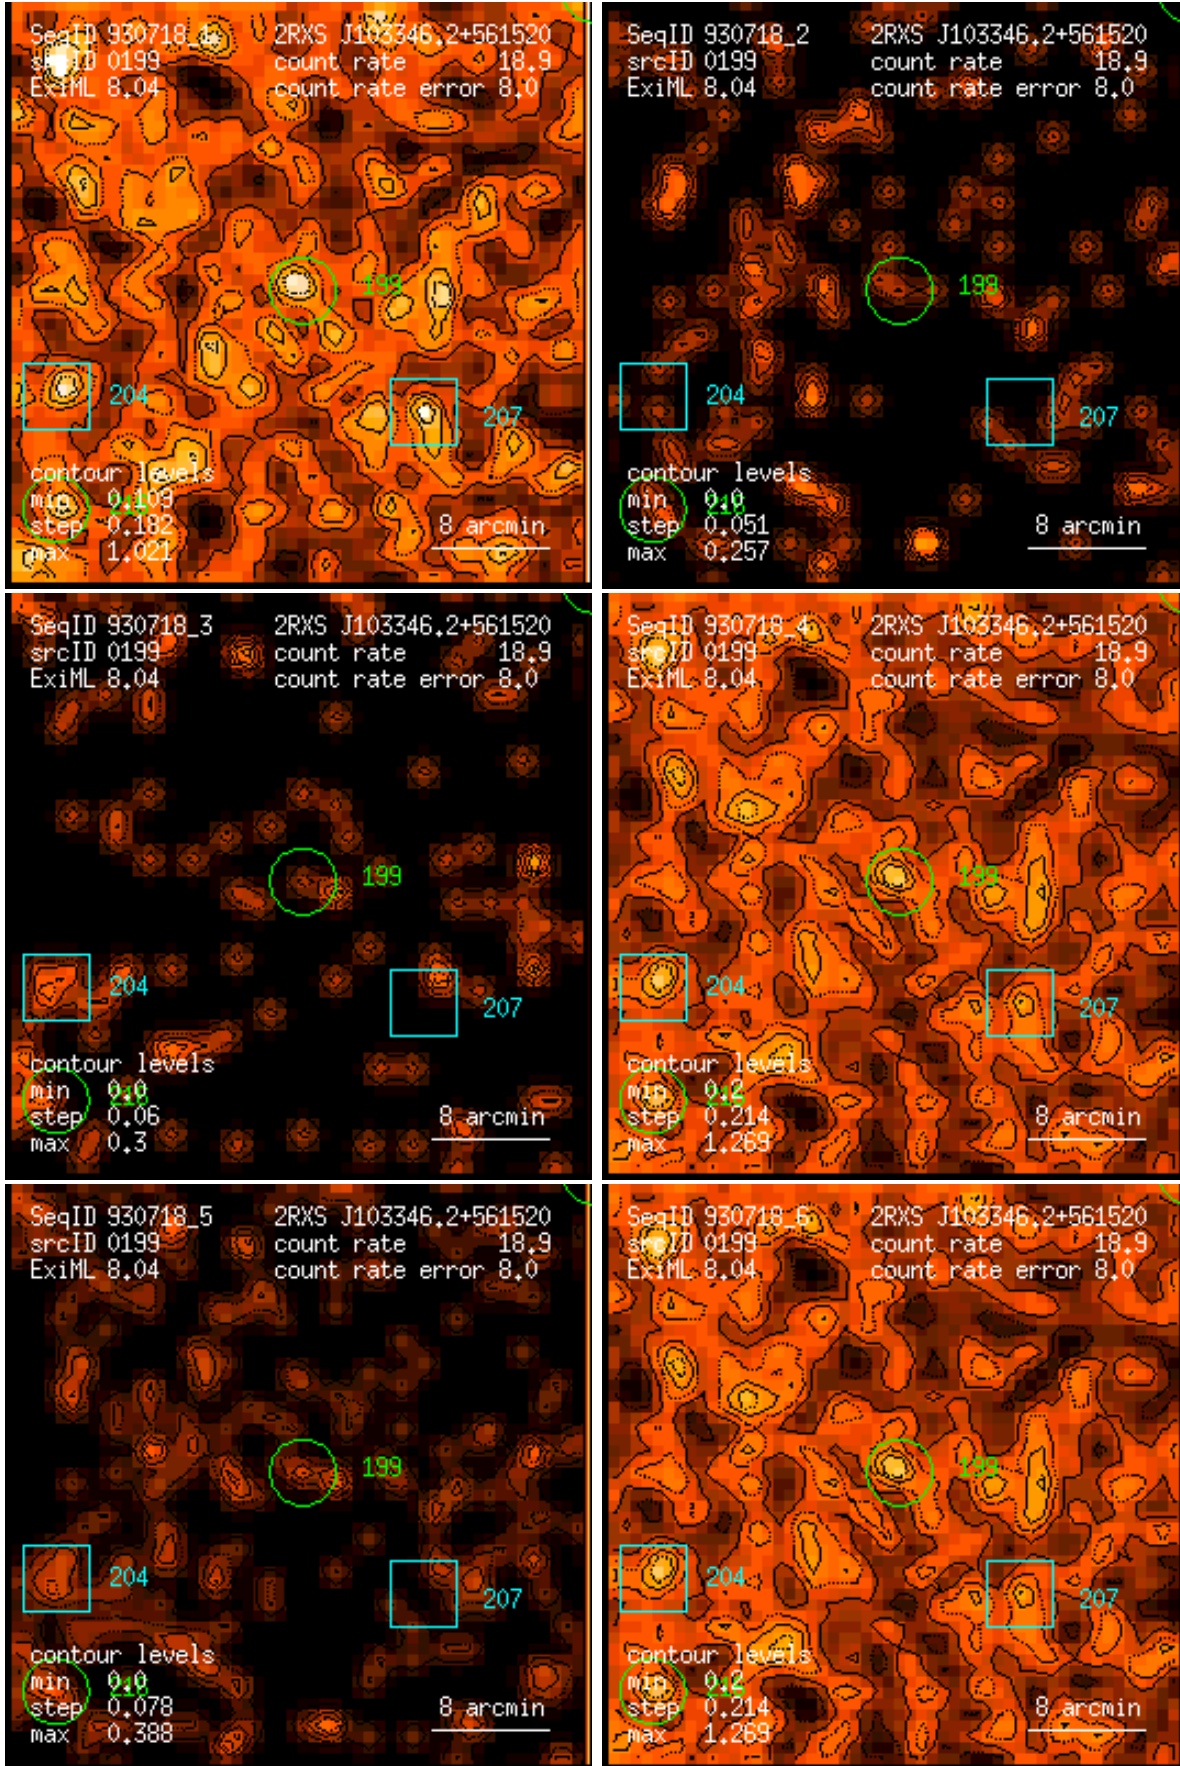 SeqID 930718_1 2RXS J103346.2+561520
srcID 0199 count rate 18.9
ExiML 8.04 count rate error 8.0
199
204
207
contour levels
min 0.109
step 0.182
max 1.021
8 arcmin
SeqID 930718_2 2RXS J103346.2+561520
srcID 0199 count rate 18.9
ExiML 8.04 count rate error 8.0
199
204
207
contour levels
min 0.0
step 0.051
max 0.257
8 arcmin
SeqID 930718_3 2RXS J103346.2+561520
srcID 0199 count rate 18.9
ExiML 8.04 count rate error 8.0
199
204
207
contour levels
min 0.0
step 0.06
max 0.3
8 arcmin
SeqID 930718_4 2RXS J103346.2+561520
srcID 0199 count rate 18.9
ExiML 8.04 count rate error 8.0
199
204
207
contour levels
min 0.2
step 0.214
max 1.269
8 arcmin
SeqID 930718_5 2RXS J103346.2+561520
srcID 0199 count rate 18.9
ExiML 8.04 count rate error 8.0
199
204
207
contour levels
min 0.0
step 0.078
max 0.388
8 arcmin
SeqID 930718_6 2RXS J103346.2+561520
srcID 0199 count rate 18.9
ExiML 8.04 count rate error 8.0
199
204
207
contour levels
min 0.2
step 0.214
max 1.269
8 arcmin